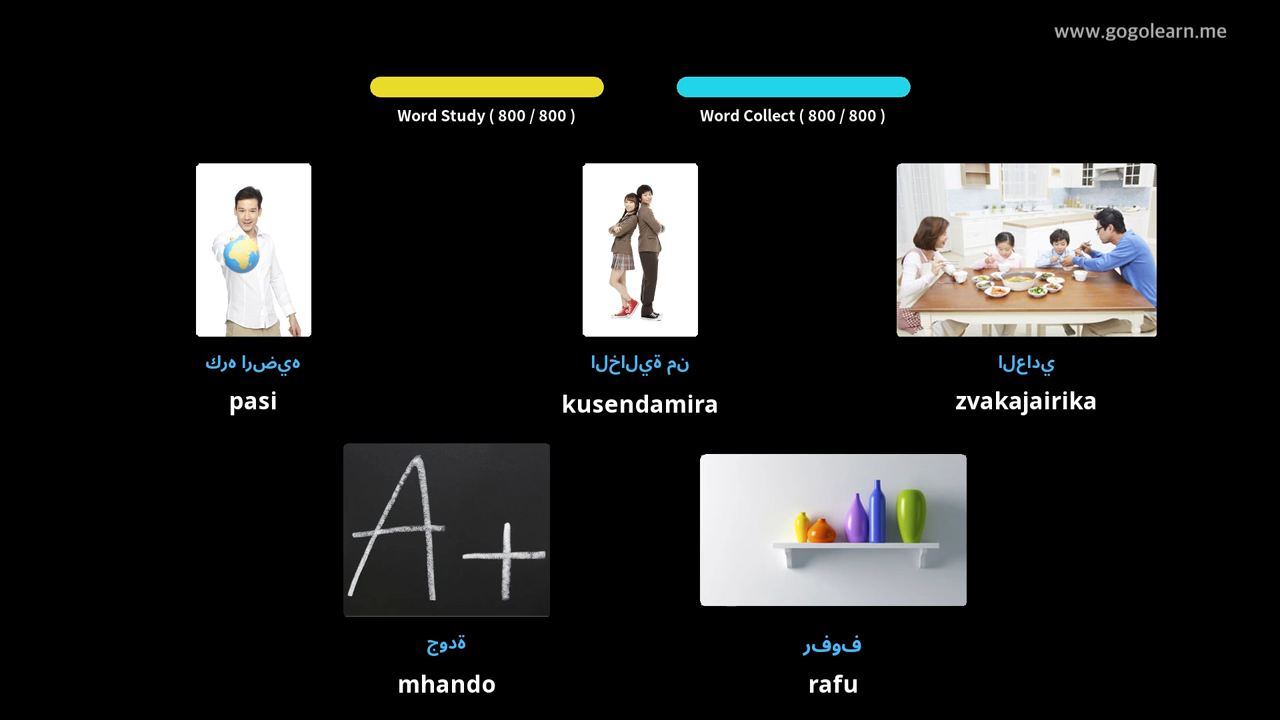 www.gogolearn.me
Word Study ( 800 / 800 )
Word Collect ( 800 / 800 )
كره ارضيه
الخالية من
العادي
pasi
kusendamira
zvakajairika
جودة
رفوف
mhando
rafu